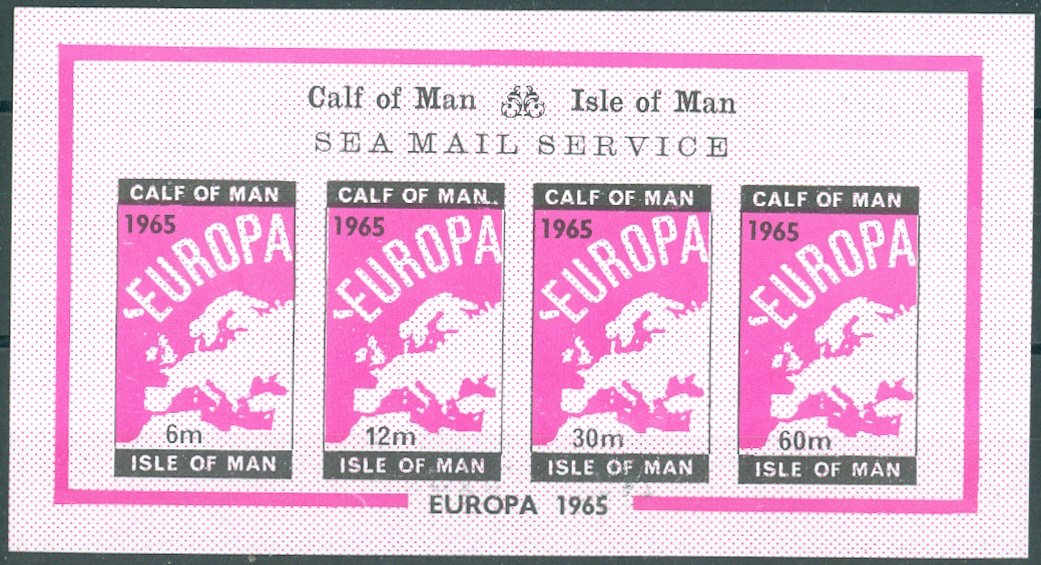 Calf of Man Isle of Man
SEA MAIL SERVICE
CALF OF MAN
1965
EUROPA
6m
ISLE OF MAN
CALF OF MAN
1965
EUROPA
12m
ISLE OF MAN
CALF OF MAN
1965
EUROPA
30m
ISLE OF MAN
CALF OF MAN
1965
EUROPA
60m
ISLE OF MAN
EUROPA 1965